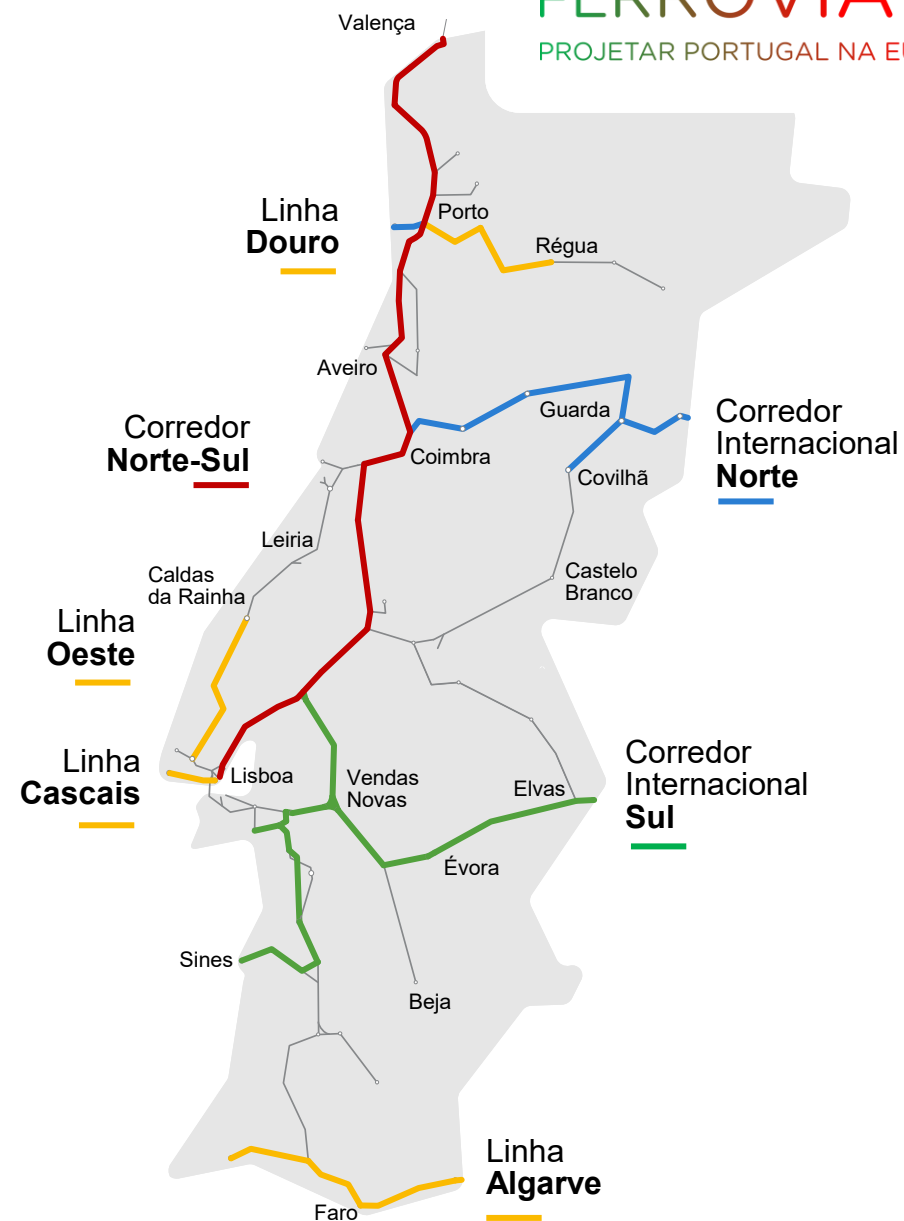 FERROVIA
PROJETAR PORTUGAL NA EU
Valença
Linha
Douro
Porto
Régua
Aveiro
Corredor
Norte-Sul
Coimbra
Guarda
Corredor
Internacional
Norte
Covilhã
Leiria
Caldas
da Rainha
Castelo
Branco
Linha
Oeste
Linha
Cascais
Lisboa
Vendas
Novas
Elvas
Corredor
Internacional
Sul
Évora
Sines
Beja
Linha
Algarve
Faro